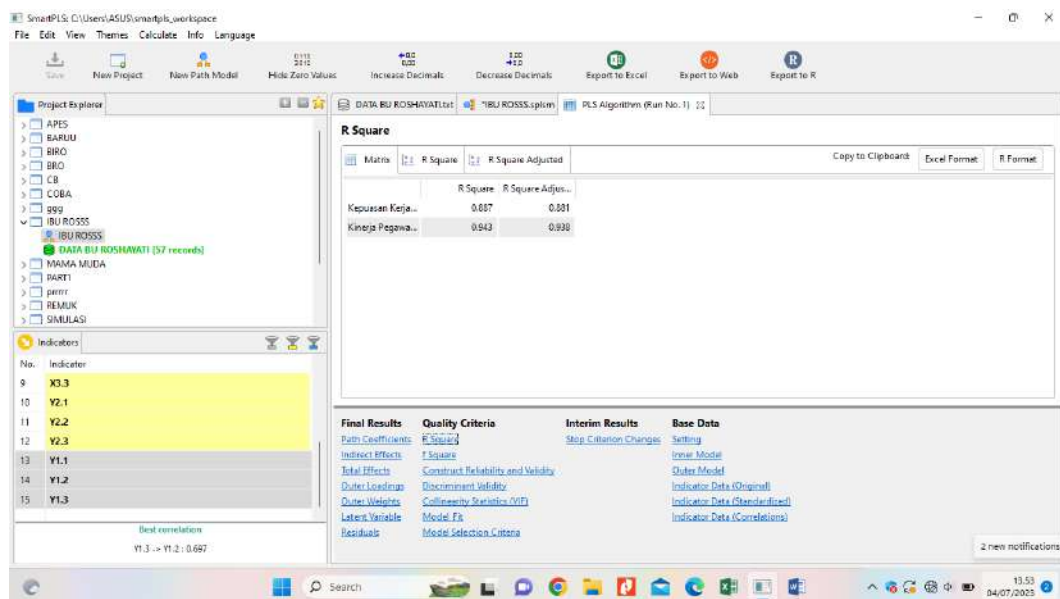 SmartPLS: C:\Users\ASUS\smartpls_workspace
File Edit View Themes Calculate Info Language
Save New Project New Path Model Hide Zero Values Increase Decimals Decrease Decimals Export to Excel Export to Web Export to R
Project Explorer
APES
BARUU
BIRO
BRO
CB
COBA
ggg
IBU ROSSS
IBU ROSSS
DATA BU ROSHAYATI [57 records]
MAMA MUDA
PART1
prrrrr
REMUK
SIMULASI
Indicators
No. Indicator
9 X3.3
10 Y2.1
11 Y2.2
12 Y2.3
13 Y1.1
14 Y1.2
15 Y1.3
Best correlation
Y1.3 -> Y1.2 : 0.697
DATA BU ROSHAYATI.txt *IBU ROSSS.splsm PLS Algorithm (Run No. 1)
R Square
Matrix R Square R Square Adjusted Copy to Clipboard: Excel Format R Format
R Square R Square Adjus...
Kepuasan Kerja... 0.887 0.881
Kinerja Pegawa... 0.943 0.938
Final Results Quality Criteria Interim Results Base Data
Path Coefficients R Square Stop Criterion Changes Setting
Indirect Effects f Square Inner Model
Total Effects Construct Reliability and Validity Outer Model
Outer Loadings Discriminant Validity Indicator Data (Original)
Outer Weights Collinearity Statistics (VIF) Indicator Data (Standardized)
Latent Variable Model Fit Indicator Data (Correlations)
Residuals Model Selection Criteria
2 new notifications
Search
13.53
04/07/2023